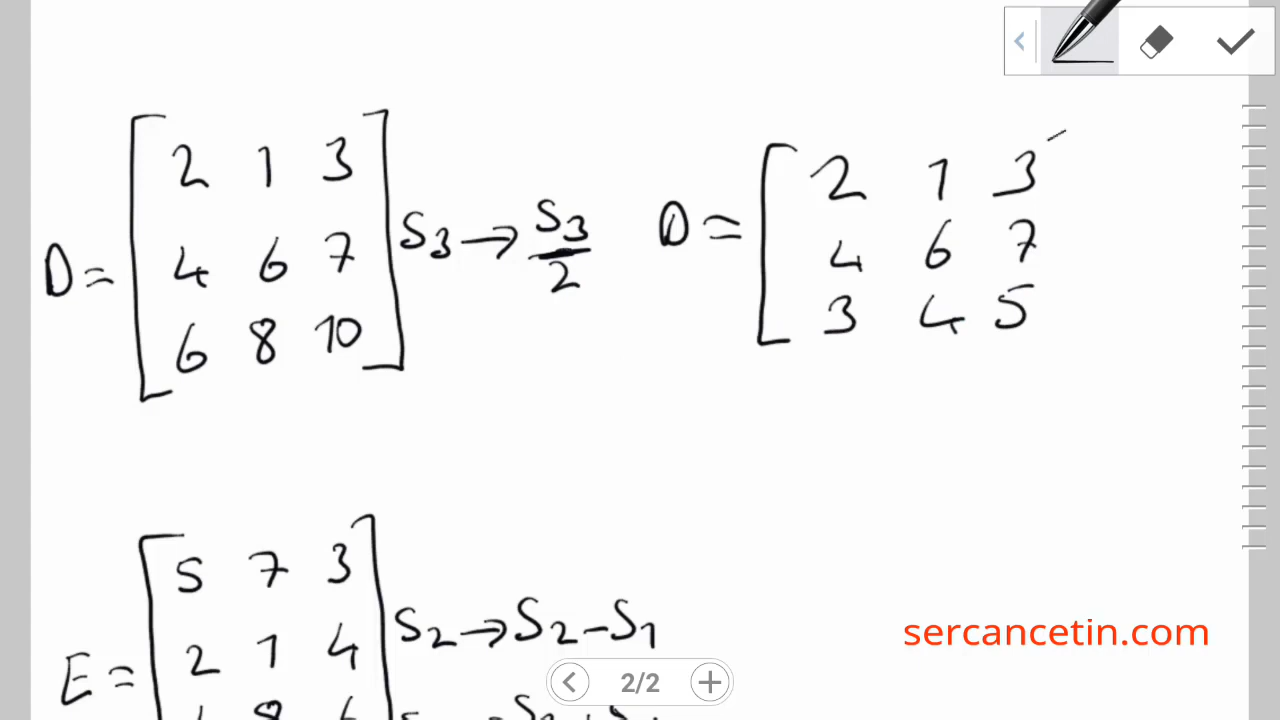 D = [2 1 3
4 6 7
6 8 10] S3 → S3/2
D = [2 1 3
4 6 7
3 4 5
E = [5 7 3
2 1 4] S2 → S2 - S1
sercancetin.com
2/2